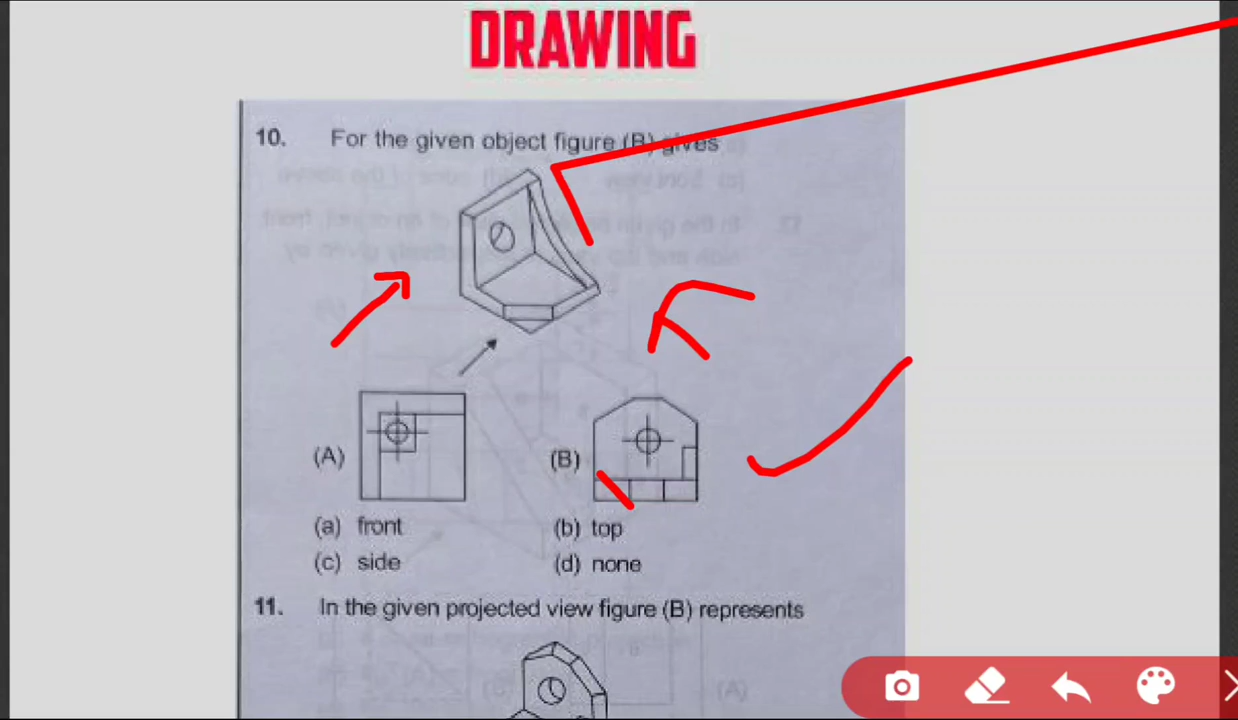 DRAWING
10. For the given object figure (B) gives
(A)
(B)
(a) front (b) top
(c) side (d) none
11. In the given projected view figure (B) represents